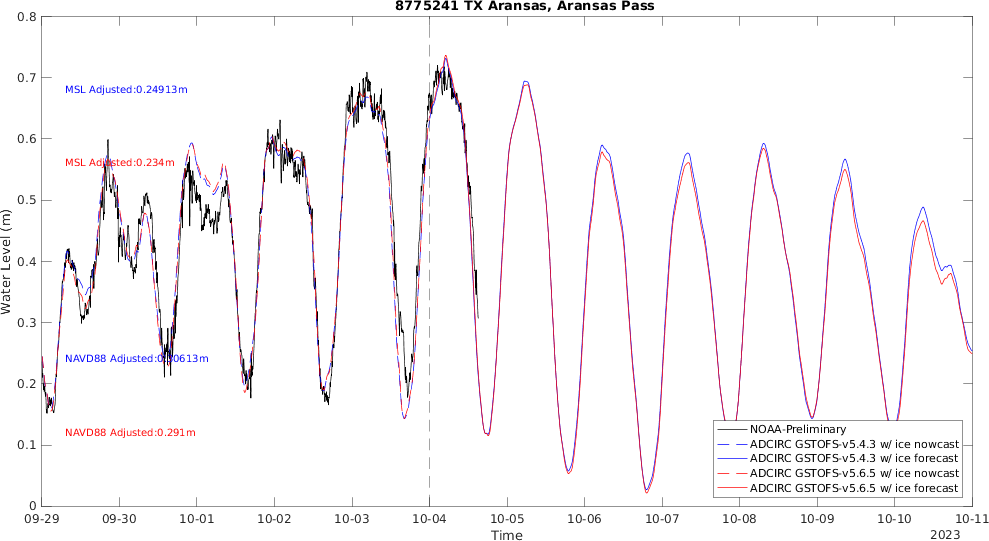 8775241 TX Aransas, Aransas Pass
0.8
0.7
0.6
0.5
0.4
0.3
0.2
0.1
0
Water Level (m)
MSL Adjusted:0.24913m
MSL Adjusted:0.234m
NAVD88 Adjusted:0.30613m
NAVD88 Adjusted:0.291m
NOAA-Preliminary
ADCIRC GSTOFS-v5.4.3 w/ ice nowcast
ADCIRC GSTOFS-v5.4.3 w/ ice forecast
ADCIRC GSTOFS-v5.6.5 w/ ice nowcast
ADCIRC GSTOFS-v5.6.5 w/ ice forecast
09-29 09-30 10-01 10-02 10-03 10-04 10-05 10-06 10-07 10-08 10-09 10-10 10-11
Time
2023